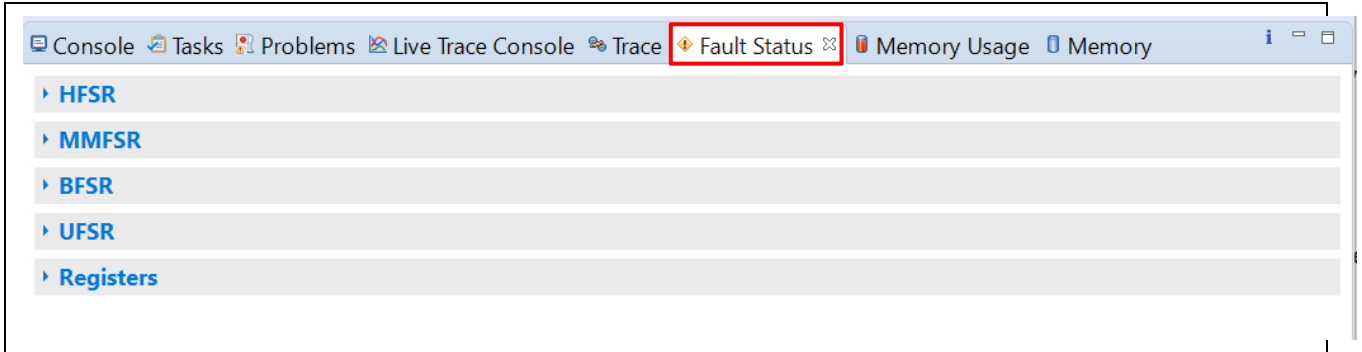 Console Tasks Problems Live Trace Console Trace Fault Status Memory Usage Memory i
HFSR
MMFSR
BFSR
UFSR
Registers